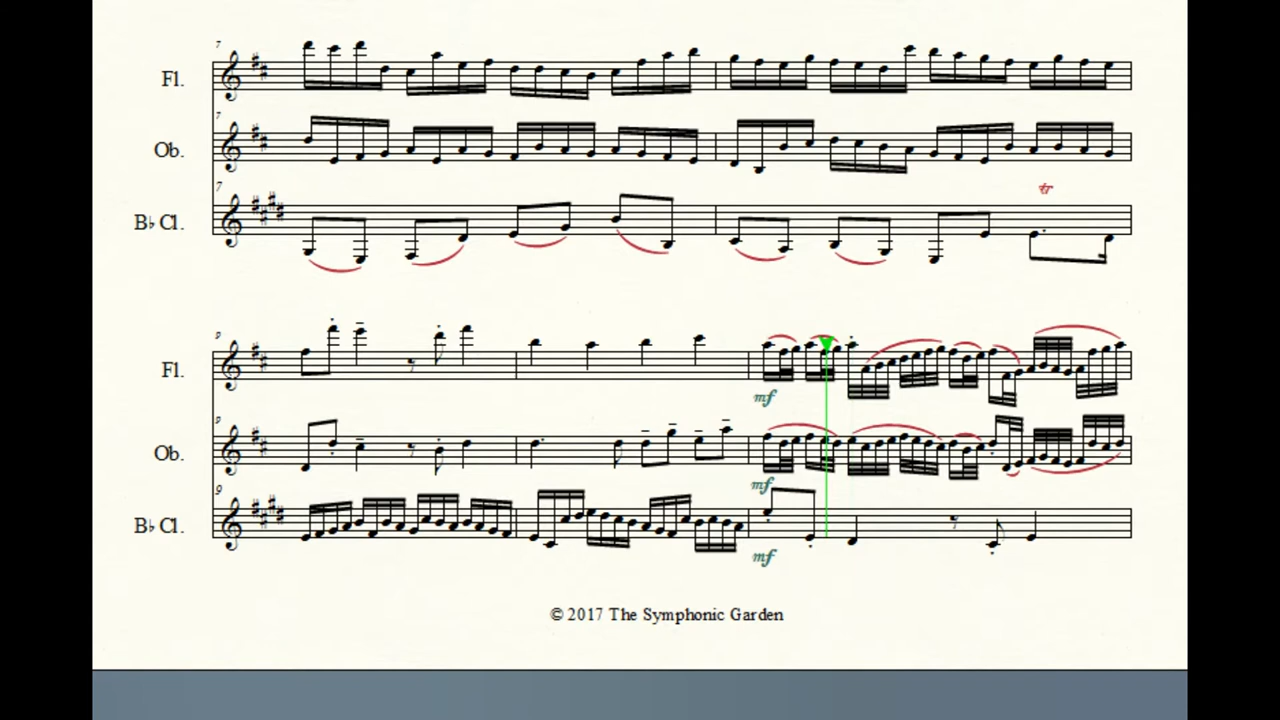 7
Fl.
7
Ob.
7
tr
B♭ Cl.
9
Fl.
mf
9
Ob.
mf
9
B♭ Cl.
mf
© 2017 The Symphonic Garden